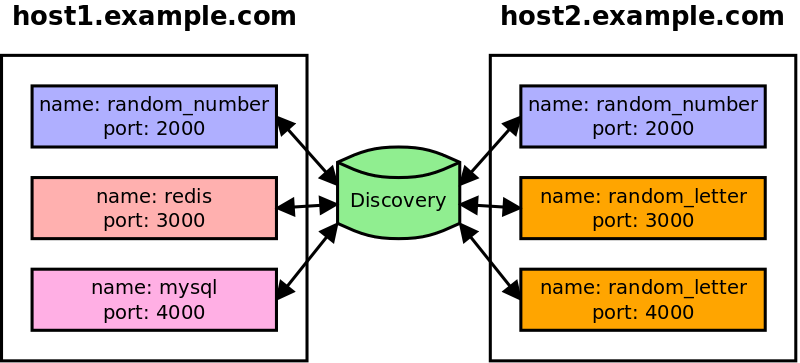 host1.example.com
name: random_number
port: 2000
name: redis
port: 3000
name: mysql
port: 4000
Discovery
host2.example.com
name: random_number
port: 2000
name: random_letter
port: 3000
name: random_letter
port: 4000